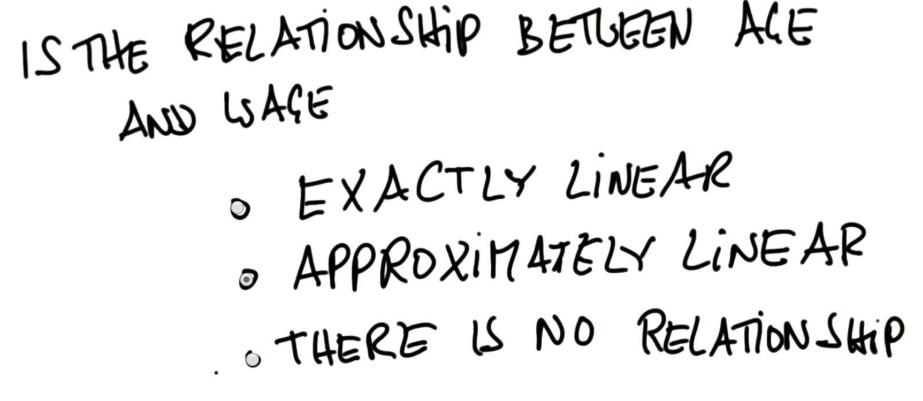 IS THE RELATIONSHIP BETWEEN AGE
AND WAGE
EXACTLY LINEAR
APPROXIMATELY LINEAR
THERE IS NO RELATIONSHIP